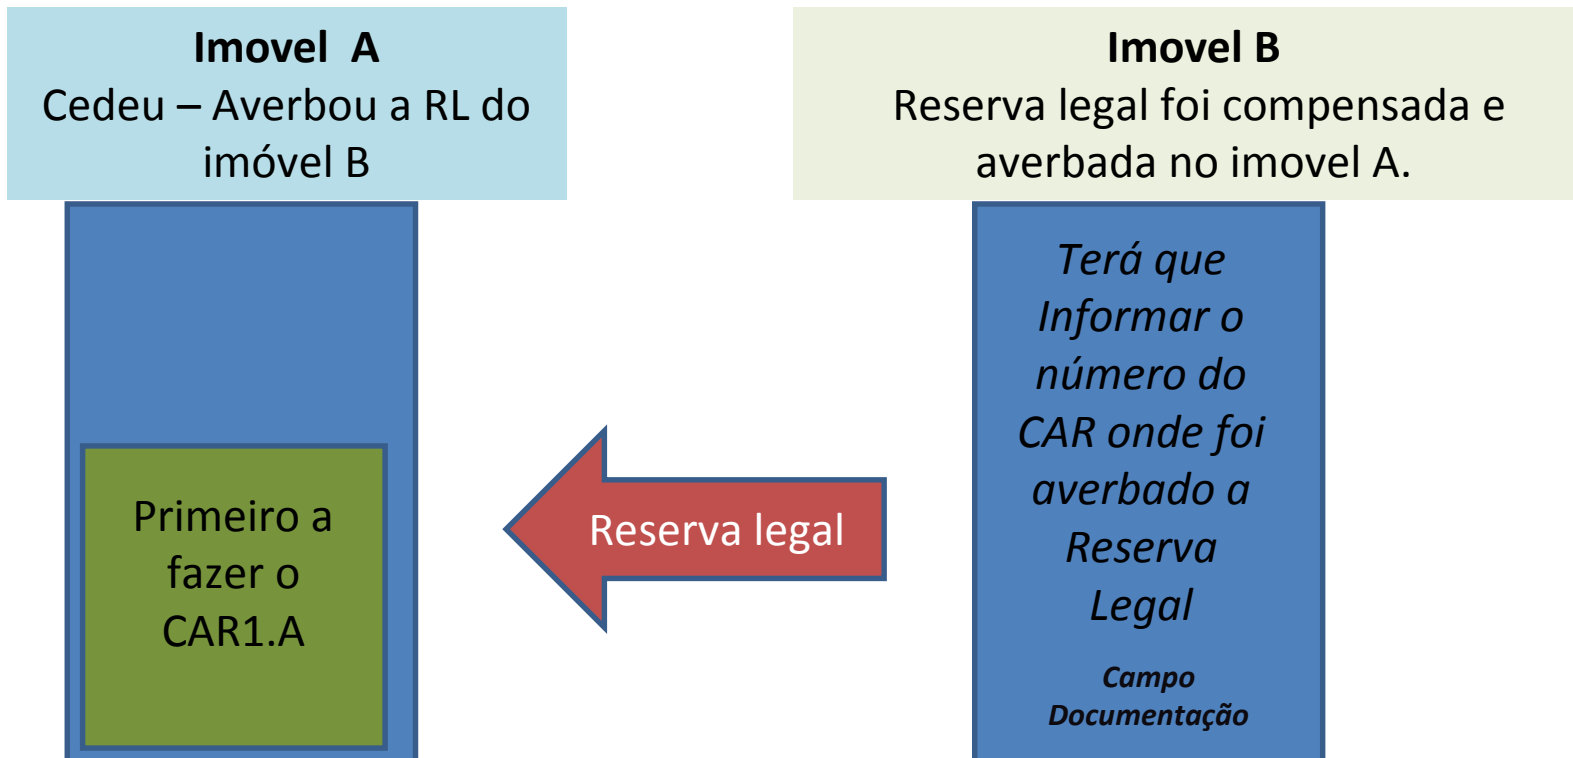 Imovel A
Cedeu – Averbou a RL do
imóvel B
Imovel B
Reserva legal foi compensada e
averbada no imovel A.
Primeiro a
fazer o
CAR1.A
Reserva legal
Terá que
Informar o
número do
CAR onde foi
averbado a
Reserva
Legal
Campo
Documentação